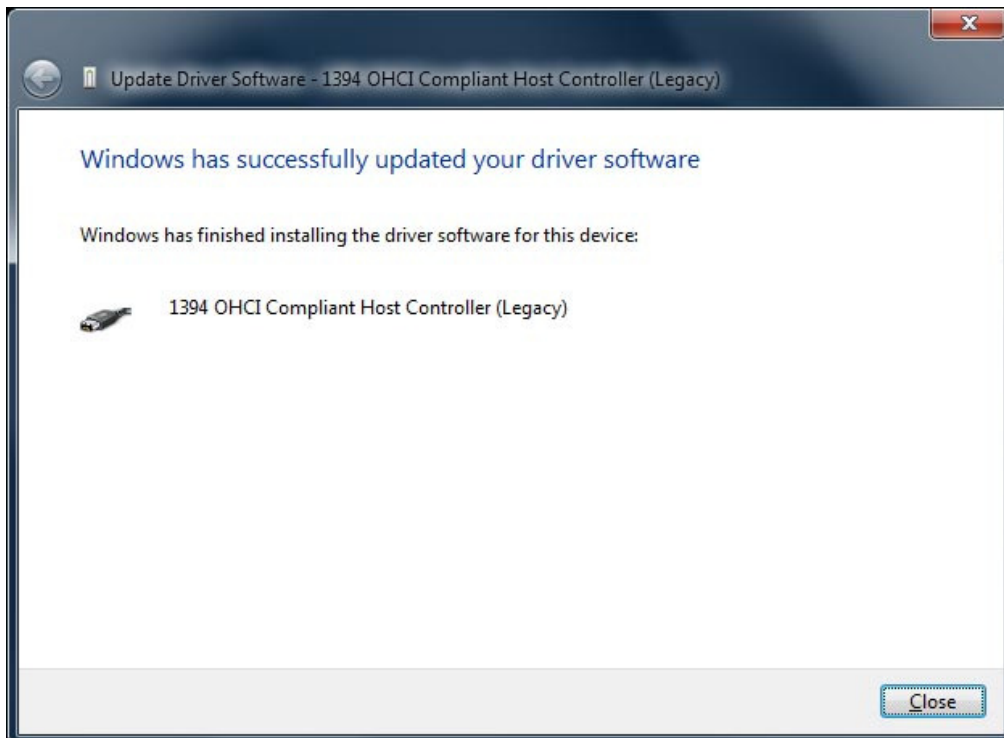 Update Driver Software - 1394 OHCI Compliant Host Controller (Legacy)
Windows has successfully updated your driver software
Windows has finished installing the driver software for this device:
1394 OHCI Compliant Host Controller (Legacy)
Close